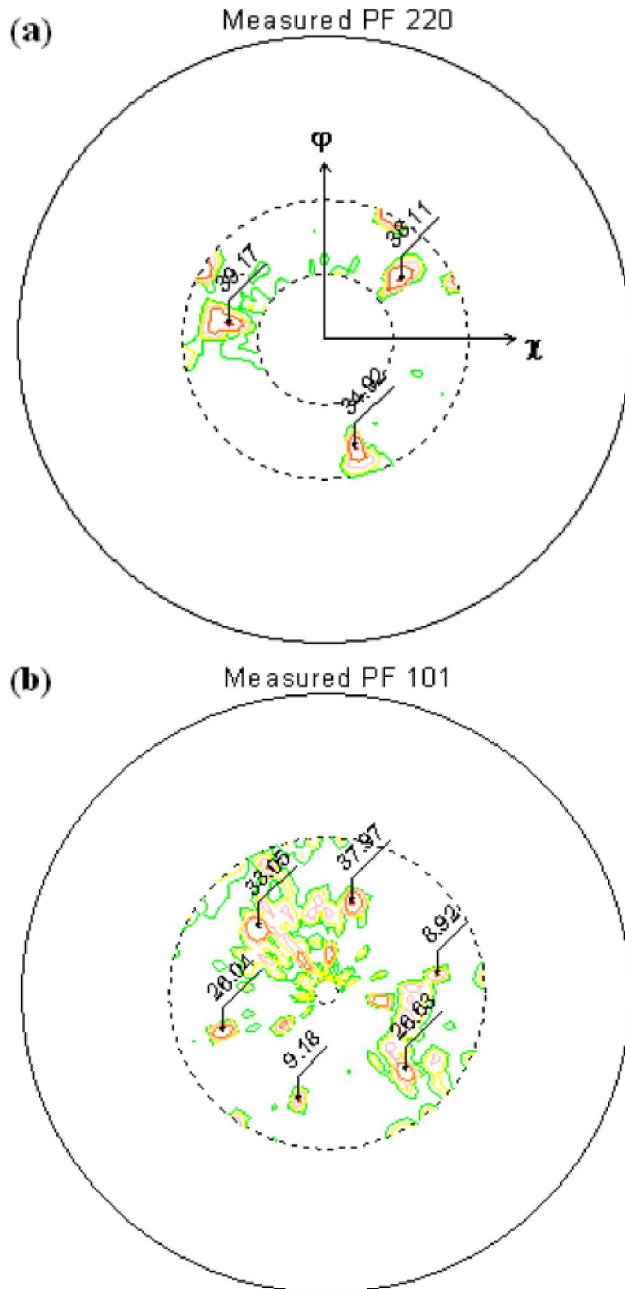 (a)
Measured PF 220
φ
38.11
39.17
χ
34.92
(b)
Measured PF 101
37.97
33.05
8.92
26.04
26.63
9.18